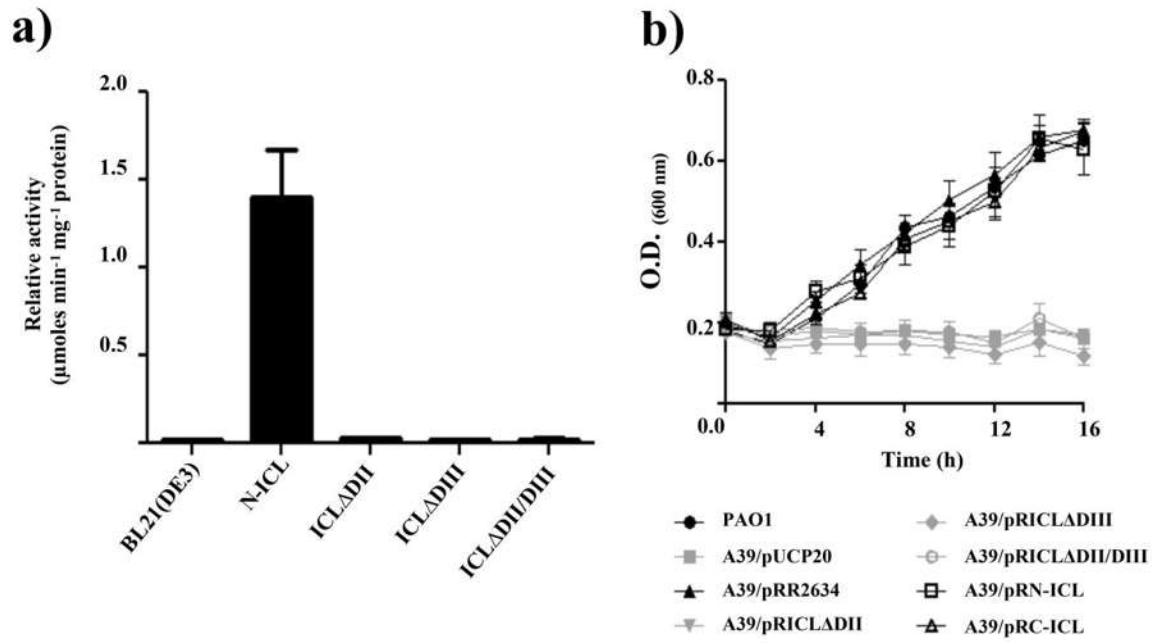 a)
Relative activity
(µmoles min⁻¹ mg⁻¹ protein)
2.0
1.5
1.0
0.5
BL21(DE3)
N-ICL
ICLΔDII
ICLΔDIII
ICLΔDII/DIII
b)
O.D. (600 nm)
0.8
0.6
0.4
0.2
0.0
4
8
12
16
Time (h)
PAO1
A39/pUCP20
A39/pRR2634
A39/pRICLΔDII
A39/pRICLΔDIII
A39/pRICLΔDII/DIII
A39/pRN-ICL
A39/pRC-ICL